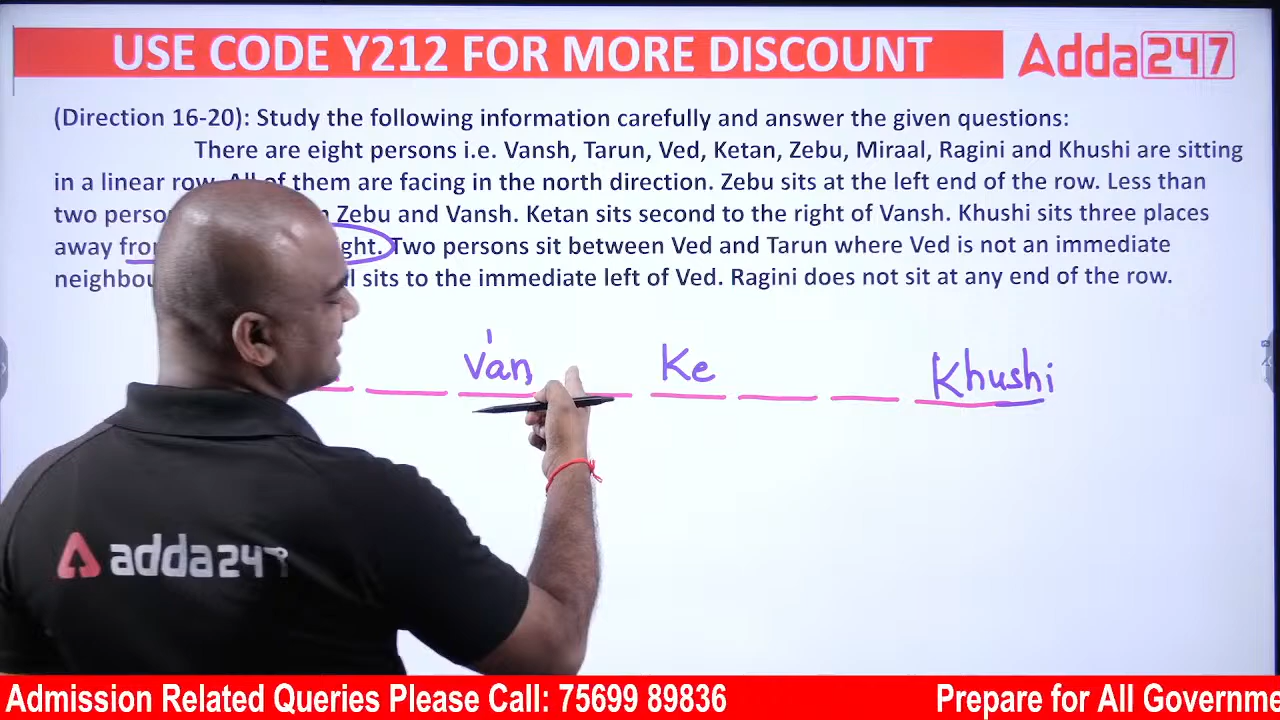 USE CODE Y212 FOR MORE DISCOUNT
Adda 247
(Direction 16-20): Study the following information carefully and answer the given questions:
There are eight persons i.e. Vansh, Tarun, Ved, Ketan, Zebu, Miraal, Ragini and Khushi are sitting
in a linear row. All of them are facing in the north direction. Zebu sits at the left end of the row. Less than
two Zebu and Vansh. Ketan sits second to the right of Vansh. Khushi sits three places
away Two persons sit between Ved and Tarun where Ved is not an immediate
sits to the immediate left of Ved. Ragini does not sit at any end of the row.
Van Ke Khushi
adda247
Admission Related Queries Please Call: 75699 89836
Prepare for All